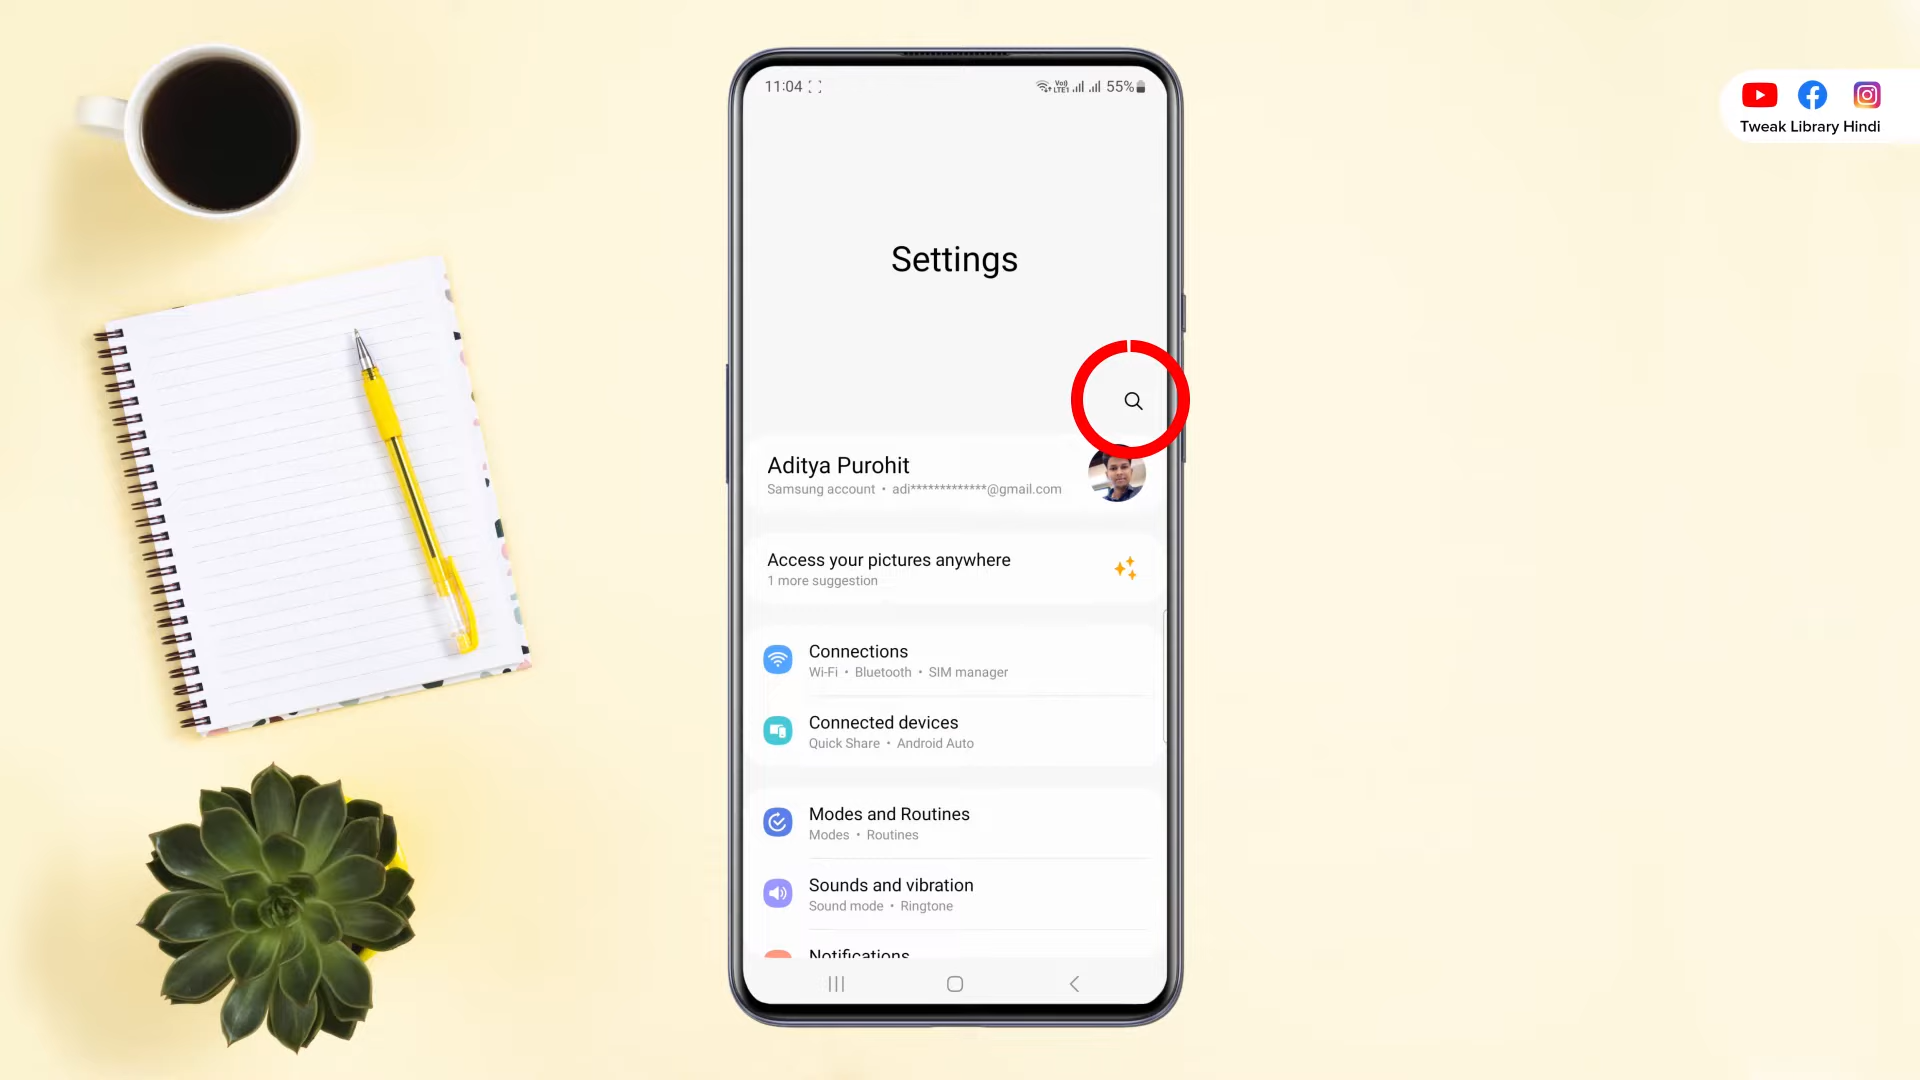 11:04
Vo) LTE1 55%
Tweak Library Hindi
Settings
Aditya Purohit
Samsung account • adi*************@gmail.com
Access your pictures anywhere
1 more suggestion
Connections
Wi-Fi • Bluetooth • SIM manager
Connected devices
Quick Share • Android Auto
Modes and Routines
Modes • Routines
Sounds and vibration
Sound mode • Ringtone
Notifications